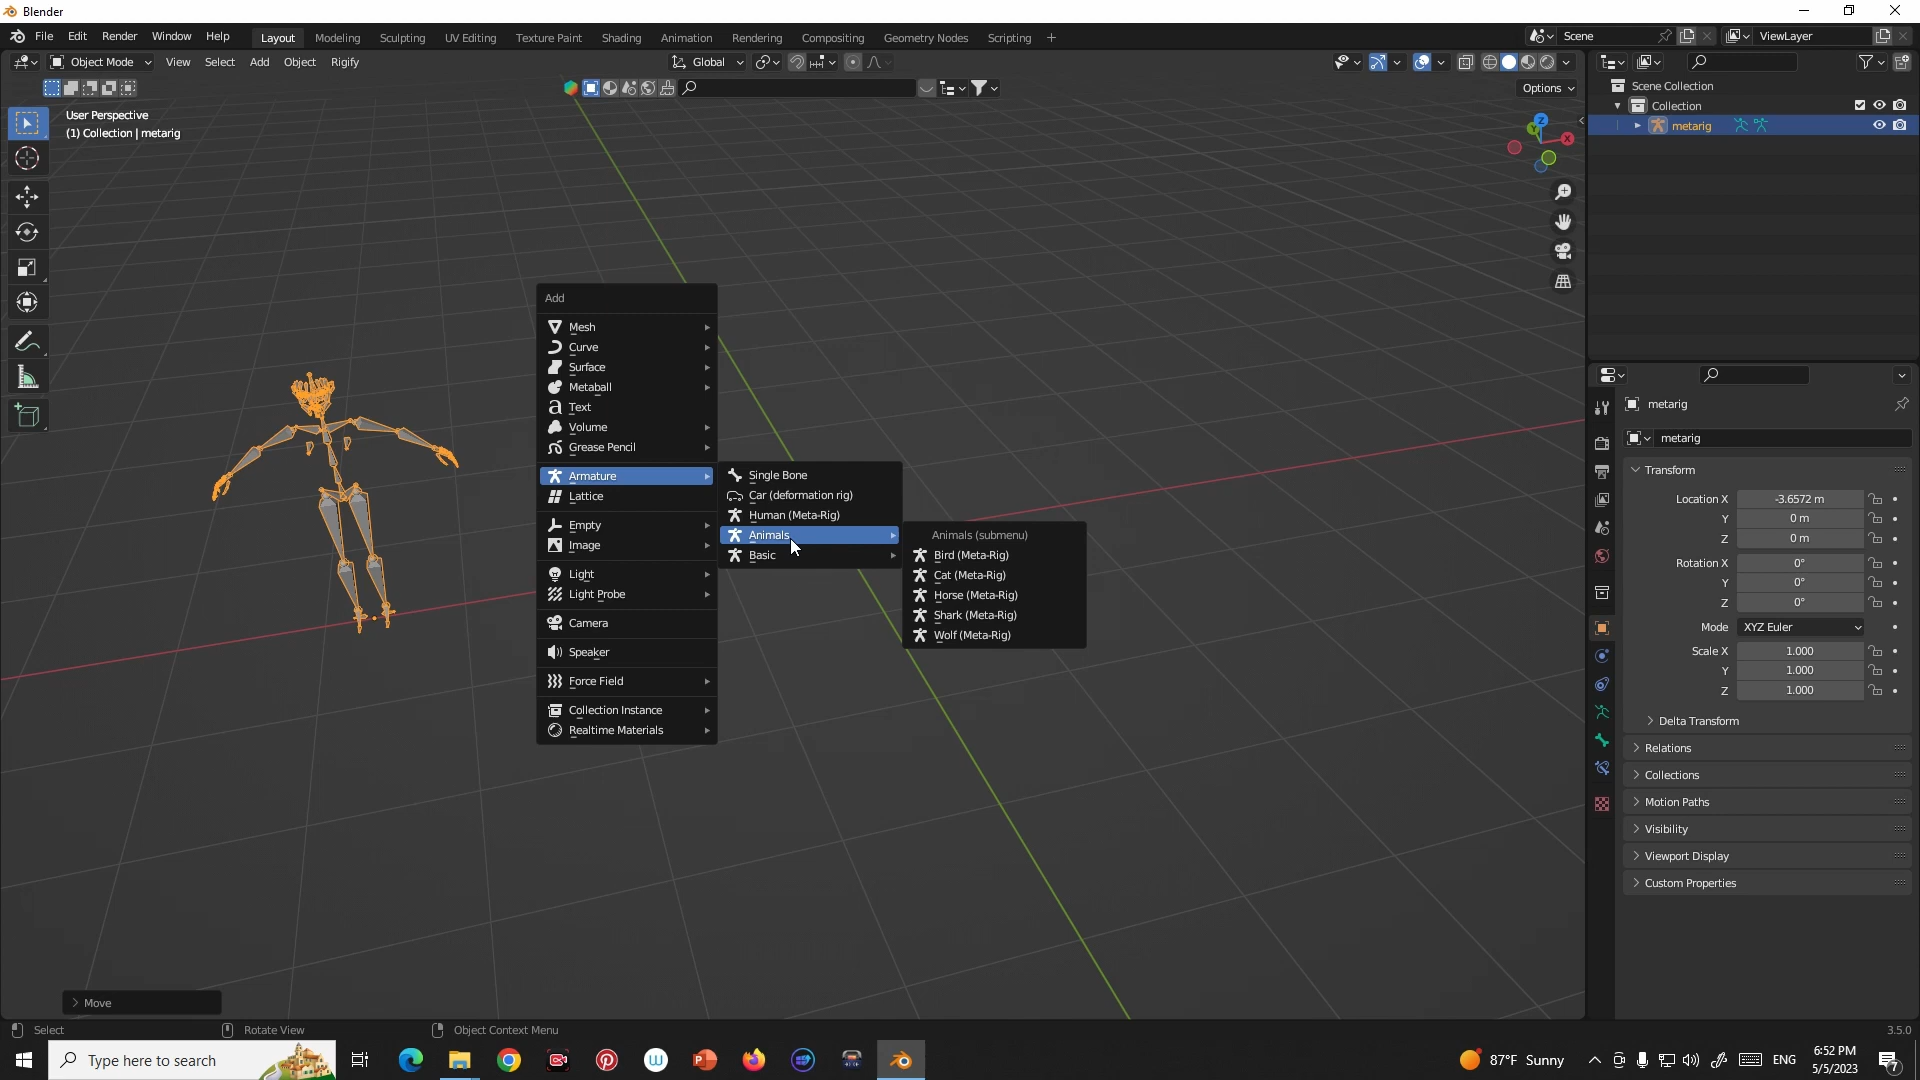 Blender
File Edit Render Window Help Layout Modeling Sculpting UV Editing Texture Paint Shading Animation Rendering Compositing Geometry Nodes Scripting + Scene ViewLayer
Object Mode View Select Add Object Rigify Global
Options
User Perspective
(1) Collection | metarig
Scene Collection
Collection
metarig
Z
Y
X
Add
Mesh
Curve
Surface
Metaball
Text
Volume
Grease Pencil
Armature
Lattice
Empty
Image
Light
Light Probe
Camera
Speaker
Force Field
Collection Instance
Realtime Materials
Single Bone
Car (deformation rig)
Human (Meta-Rig)
Animals
Basic
Animals (submenu)
Bird (Meta-Rig)
Cat (Meta-Rig)
Horse (Meta-Rig)
Shark (Meta-Rig)
Wolf (Meta-Rig)
metarig
metarig
Transform
Location X -3.6572 m
Y 0 m
Z 0 m
Rotation X 0°
Y 0°
Z 0°
Mode XYZ Euler
Scale X 1.000
Y 1.000
Z 1.000
Delta Transform
Relations
Collections
Motion Paths
Visibility
Viewport Display
Custom Properties
Move
Select Rotate View Object Context Menu 3.5.0
Type here to search 87°F Sunny ENG 6:52 PM
5/5/2023
7